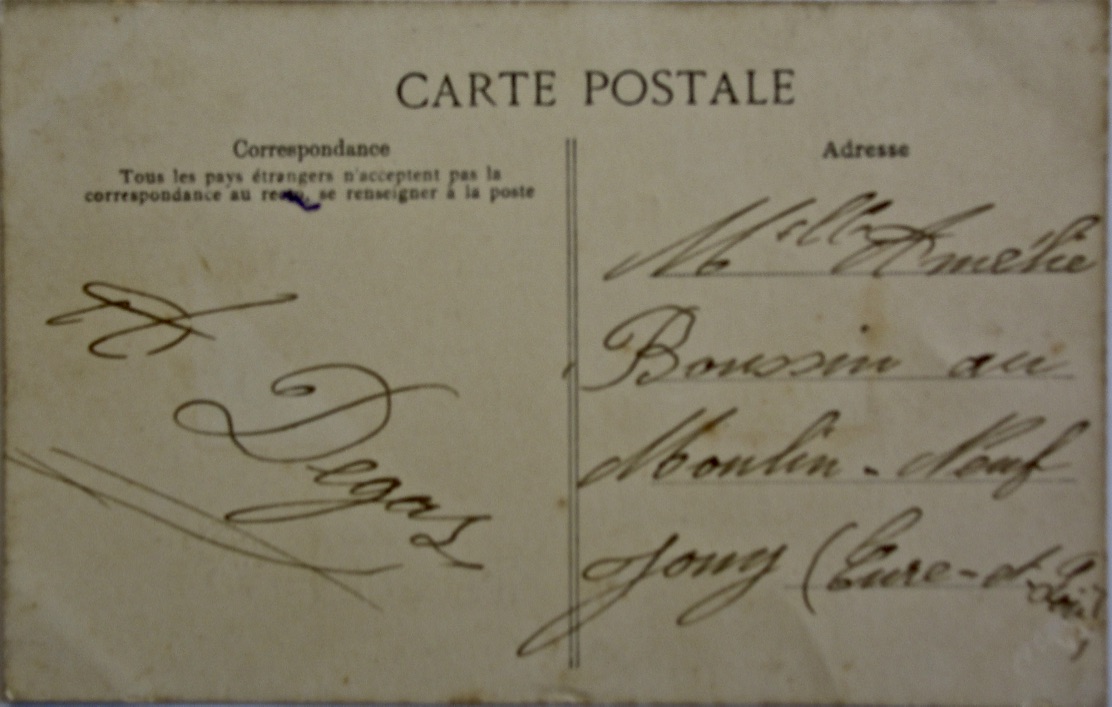 CARTE POSTALE
Correspondance
Tous les pays étrangers n'acceptent pas la
correspondance au recto, se renseigner à la poste
Degas
Adresse
Melle Amélie
Boussin au
Moulin-Neuf
Jouy (Eure-et-Loir)